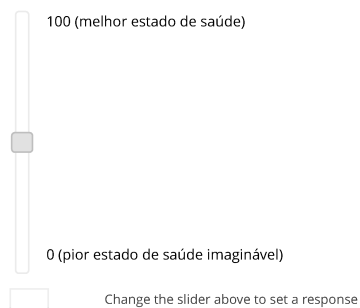 100 (melhor estado de saúde)
0 (pior estado de saúde imaginável)
Change the slider above to set a response